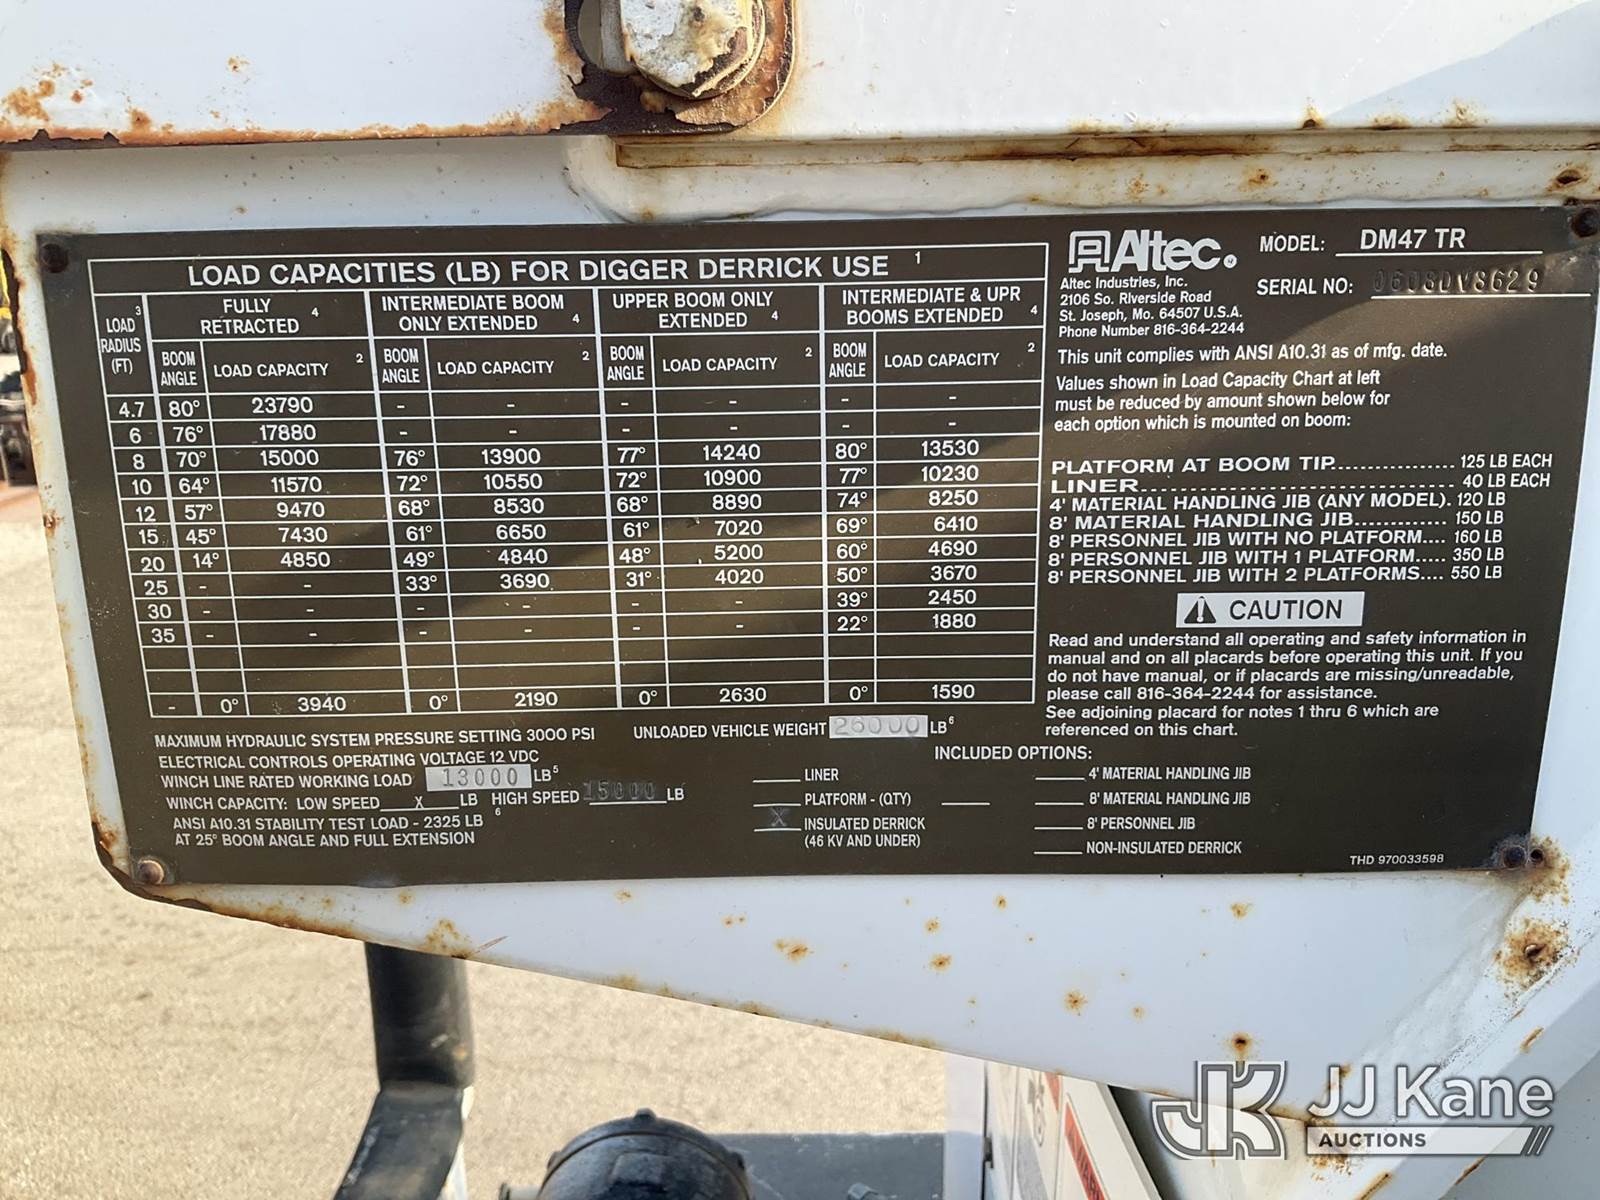 LOAD CAPACITIES (LB) FOR DIGGER DERRICK USE 1
LOAD RADIUS (FT) 3
FULLY RETRACTED 4
INTERMEDIATE BOOM ONLY EXTENDED 4
UPPER BOOM ONLY EXTENDED 4
INTERMEDIATE & UPR BOOMS EXTENDED 4
BOOM ANGLE LOAD CAPACITY 2 BOOM ANGLE LOAD CAPACITY 2 BOOM ANGLE LOAD CAPACITY 2 BOOM ANGLE LOAD CAPACITY 2
4.7 80° 23790 - - - - - -
6 76° 17880 - - - - - -
8 70° 15000 76° 13900 77° 14240 80° 13530
10 64° 11570 72° 10550 72° 10900 77° 10230
12 57° 9470 68° 8530 68° 8890 74° 8250
15 45° 7430 61° 6650 61° 7020 69° 6410
20 14° 4850 49° 4840 48° 5200 60° 4690
25 - - 33° 3690 31° 4020 50° 3670
30 - - - - - - 39° 2450
35 - - - - - - 22° 1880
- 0° 3940 0° 2190 0° 2630 0° 1590
MAXIMUM HYDRAULIC SYSTEM PRESSURE SETTING 3000 PSI
ELECTRICAL CONTROLS OPERATING VOLTAGE 12 VDC
WINCH LINE RATED WORKING LOAD 13000 LB 5
WINCH CAPACITY: LOW SPEED X LB HIGH SPEED 15000 LB
ANSI A10.31 STABILITY TEST LOAD - 2325 LB 6
AT 25° BOOM ANGLE AND FULL EXTENSION
UNLOADED VEHICLE WEIGHT 26000 LB 6
INCLUDED OPTIONS:
LINER
PLATFORM - (QTY)
X INSULATED DERRICK
(46 KV AND UNDER)
4' MATERIAL HANDLING JIB
8' MATERIAL HANDLING JIB
8' PERSONNEL JIB
NON-INSULATED DERRICK
THD 970033598
Altec
Altec Industries, Inc.
2106 So. Riverside Road
St. Joseph, Mo. 64507 U.S.A.
Phone Number 816-364-2244
MODEL: DM47 TR
SERIAL NO: 0608DV8629
This unit complies with ANSI A10.31 as of mfg. date.
Values shown in Load Capacity Chart at left
must be reduced by amount shown below for
each option which is mounted on boom:
PLATFORM AT BOOM TIP................ 125 LB EACH
LINER................................ 40 LB EACH
4' MATERIAL HANDLING JIB (ANY MODEL). 120 LB
8' MATERIAL HANDLING JIB............. 150 LB
8' PERSONNEL JIB WITH NO PLATFORM.... 160 LB
8' PERSONNEL JIB WITH 1 PLATFORM..... 350 LB
8' PERSONNEL JIB WITH 2 PLATFORMS.... 550 LB
CAUTION
Read and understand all operating and safety information in
manual and on all placards before operating this unit. If you
do not have manual, or if placards are missing/unreadable,
please call 816-364-2244 for assistance.
See adjoining placard for notes 1 thru 6 which are
referenced on this chart.
JK JJ Kane
AUCTIONS